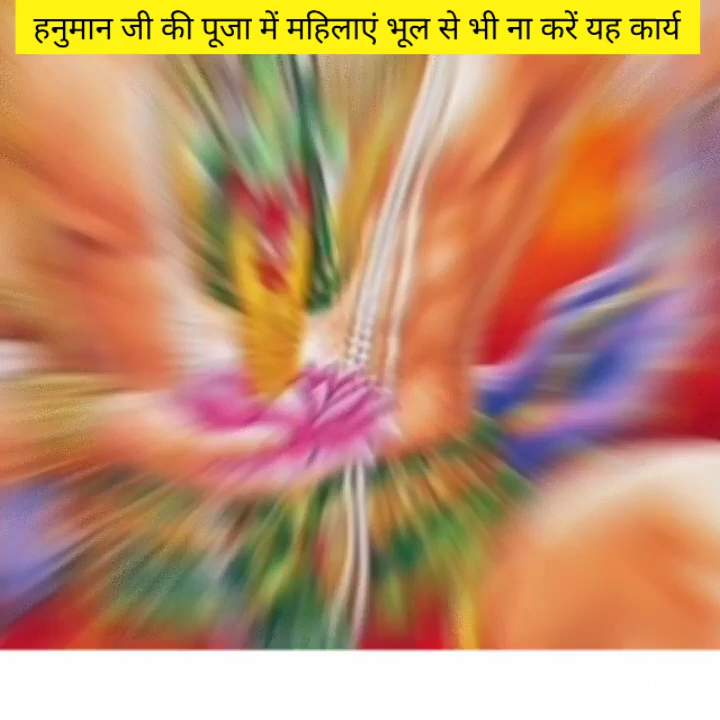 हनुमान जी की पूजा में महिलाएं भूल से भी ना करें यह कार्य